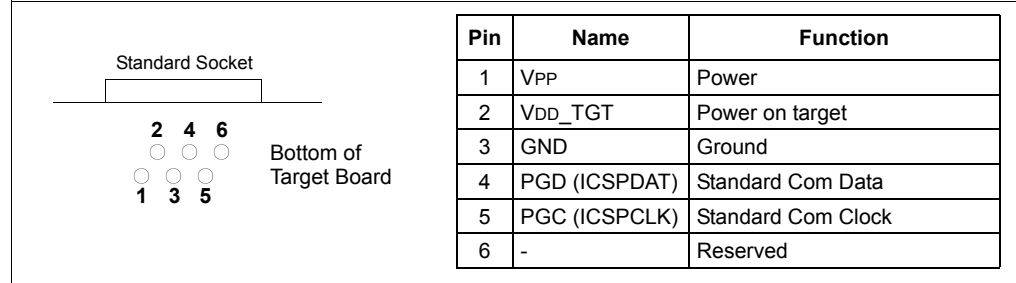 Standard Socket
2 4 6
Bottom of
Target Board
1 3 5
Pin Name Function
1 VPP Power
2 VDD_TGT Power on target
3 GND Ground
4 PGD (ICSPDAT) Standard Com Data
5 PGC (ICSPCLK) Standard Com Clock
6 - Reserved